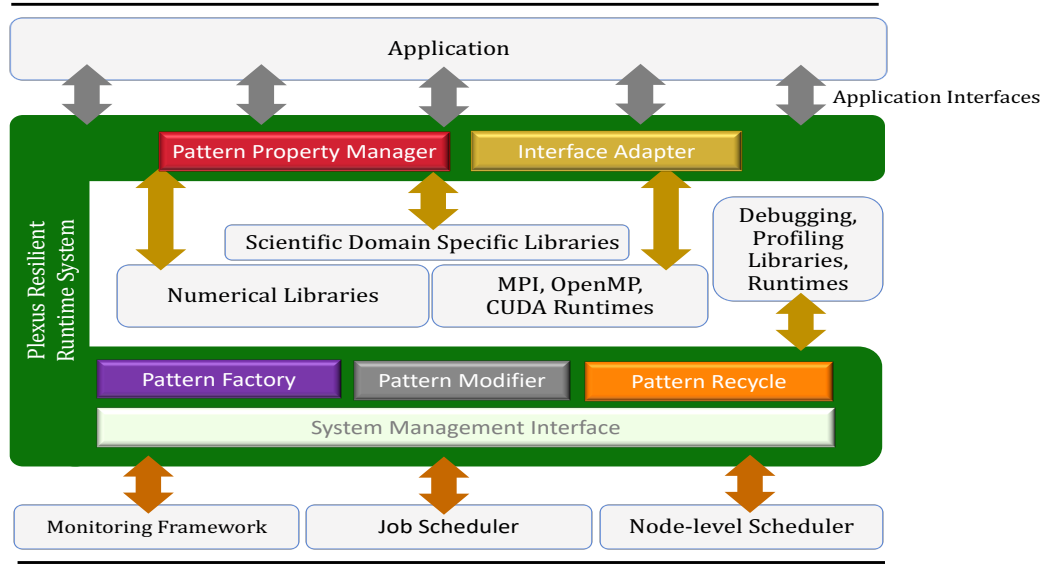 Application
Application Interfaces
Pattern Property Manager
Interface Adapter
Plexus Resilient
Runtime System
Scientific Domain Specific Libraries
Debugging,
Profiling
Libraries,
Runtimes
Numerical Libraries
MPI, OpenMP,
CUDA Runtimes
Pattern Factory
Pattern Modifier
Pattern Recycle
System Management Interface
Monitoring Framework
Job Scheduler
Node-level Scheduler